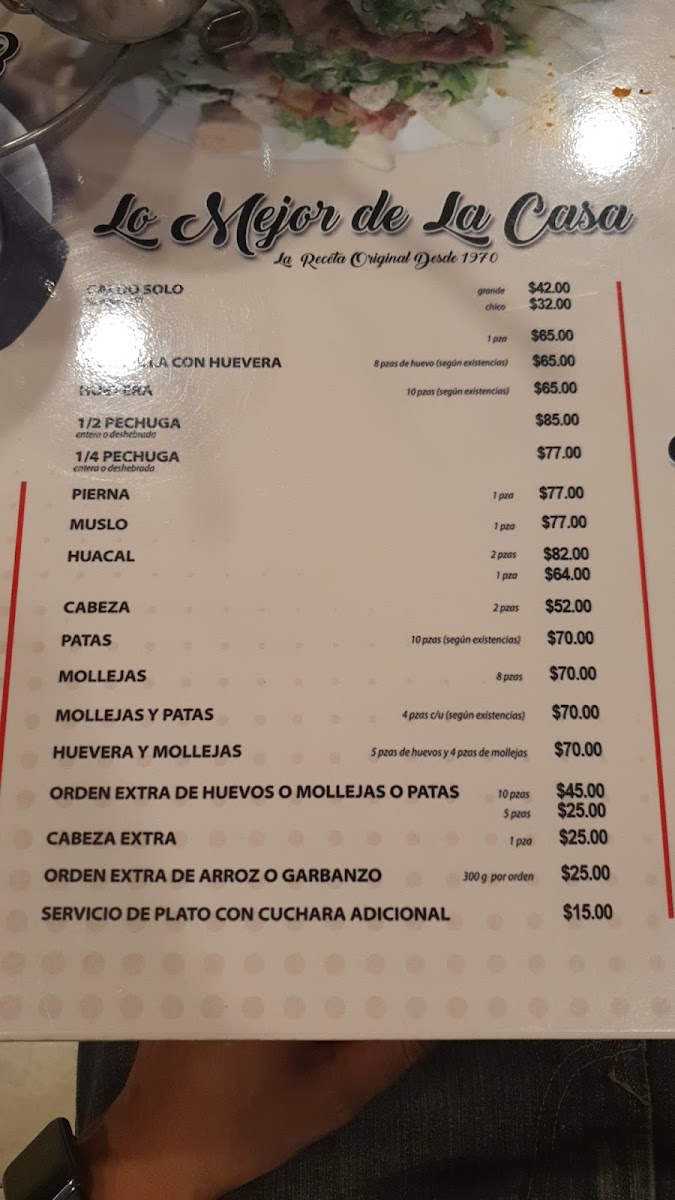 Lo Mejor de La Casa
La Receta Original Desde 1970
CALDO SOLO grande $42.00
chico $32.00
1 pza $65.00
CON HUEVERA 8 pzas de huevo (según existencias) $65.00
HUEVERA 10 pzas (según existencias) $65.00
1/2 PECHUGA $85.00
entera o deshebrada
1/4 PECHUGA $77.00
entera o deshebrada
PIERNA 1 pza $77.00
MUSLO 1 pza $77.00
HUACAL 2 pzas $82.00
1 pza $64.00
CABEZA 2 pzas $52.00
PATAS 10 pzas (según existencias) $70.00
MOLLEJAS 8 pzas $70.00
MOLLEJAS Y PATAS 4 pzas c/u (según existencias) $70.00
HUEVERA Y MOLLEJAS 5 pzas de huevos y 4 pzas de mollejas $70.00
ORDEN EXTRA DE HUEVOS O MOLLEJAS O PATAS 10 pzas $45.00
5 pzas $25.00
CABEZA EXTRA 1 pza $25.00
ORDEN EXTRA DE ARROZ O GARBANZO 300 g por orden $25.00
SERVICIO DE PLATO CON CUCHARA ADICIONAL $15.00